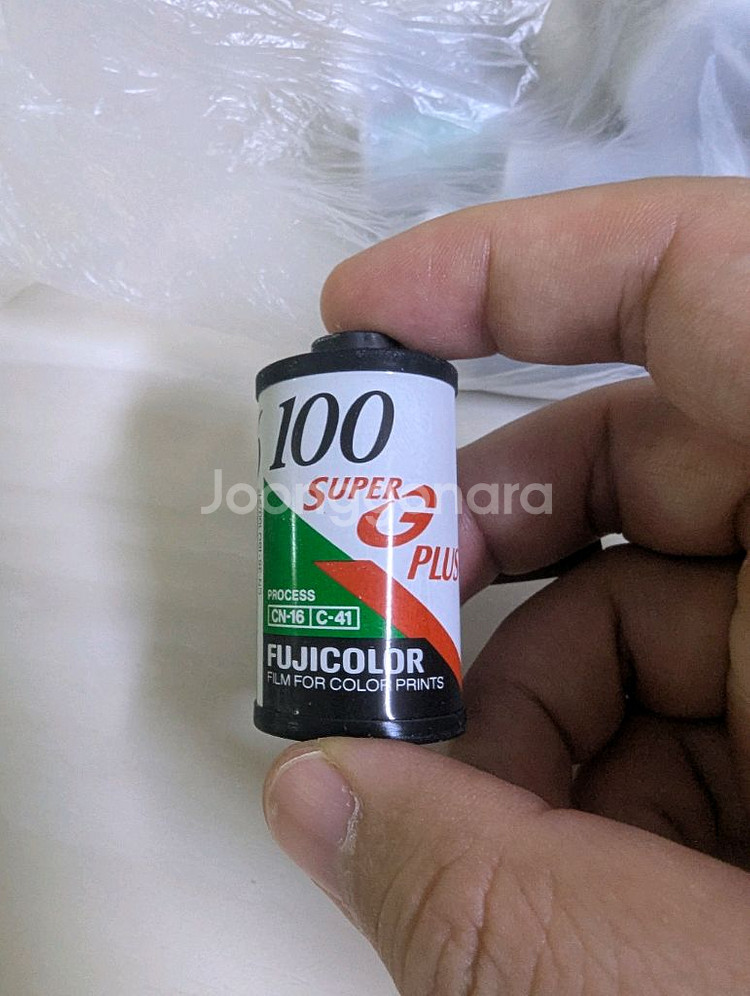 100
SUPER
G
PLUS
Joonggonara
PROCESS
CN-16 C-41
FUJICOLOR
FILM FOR COLOR PRINTS